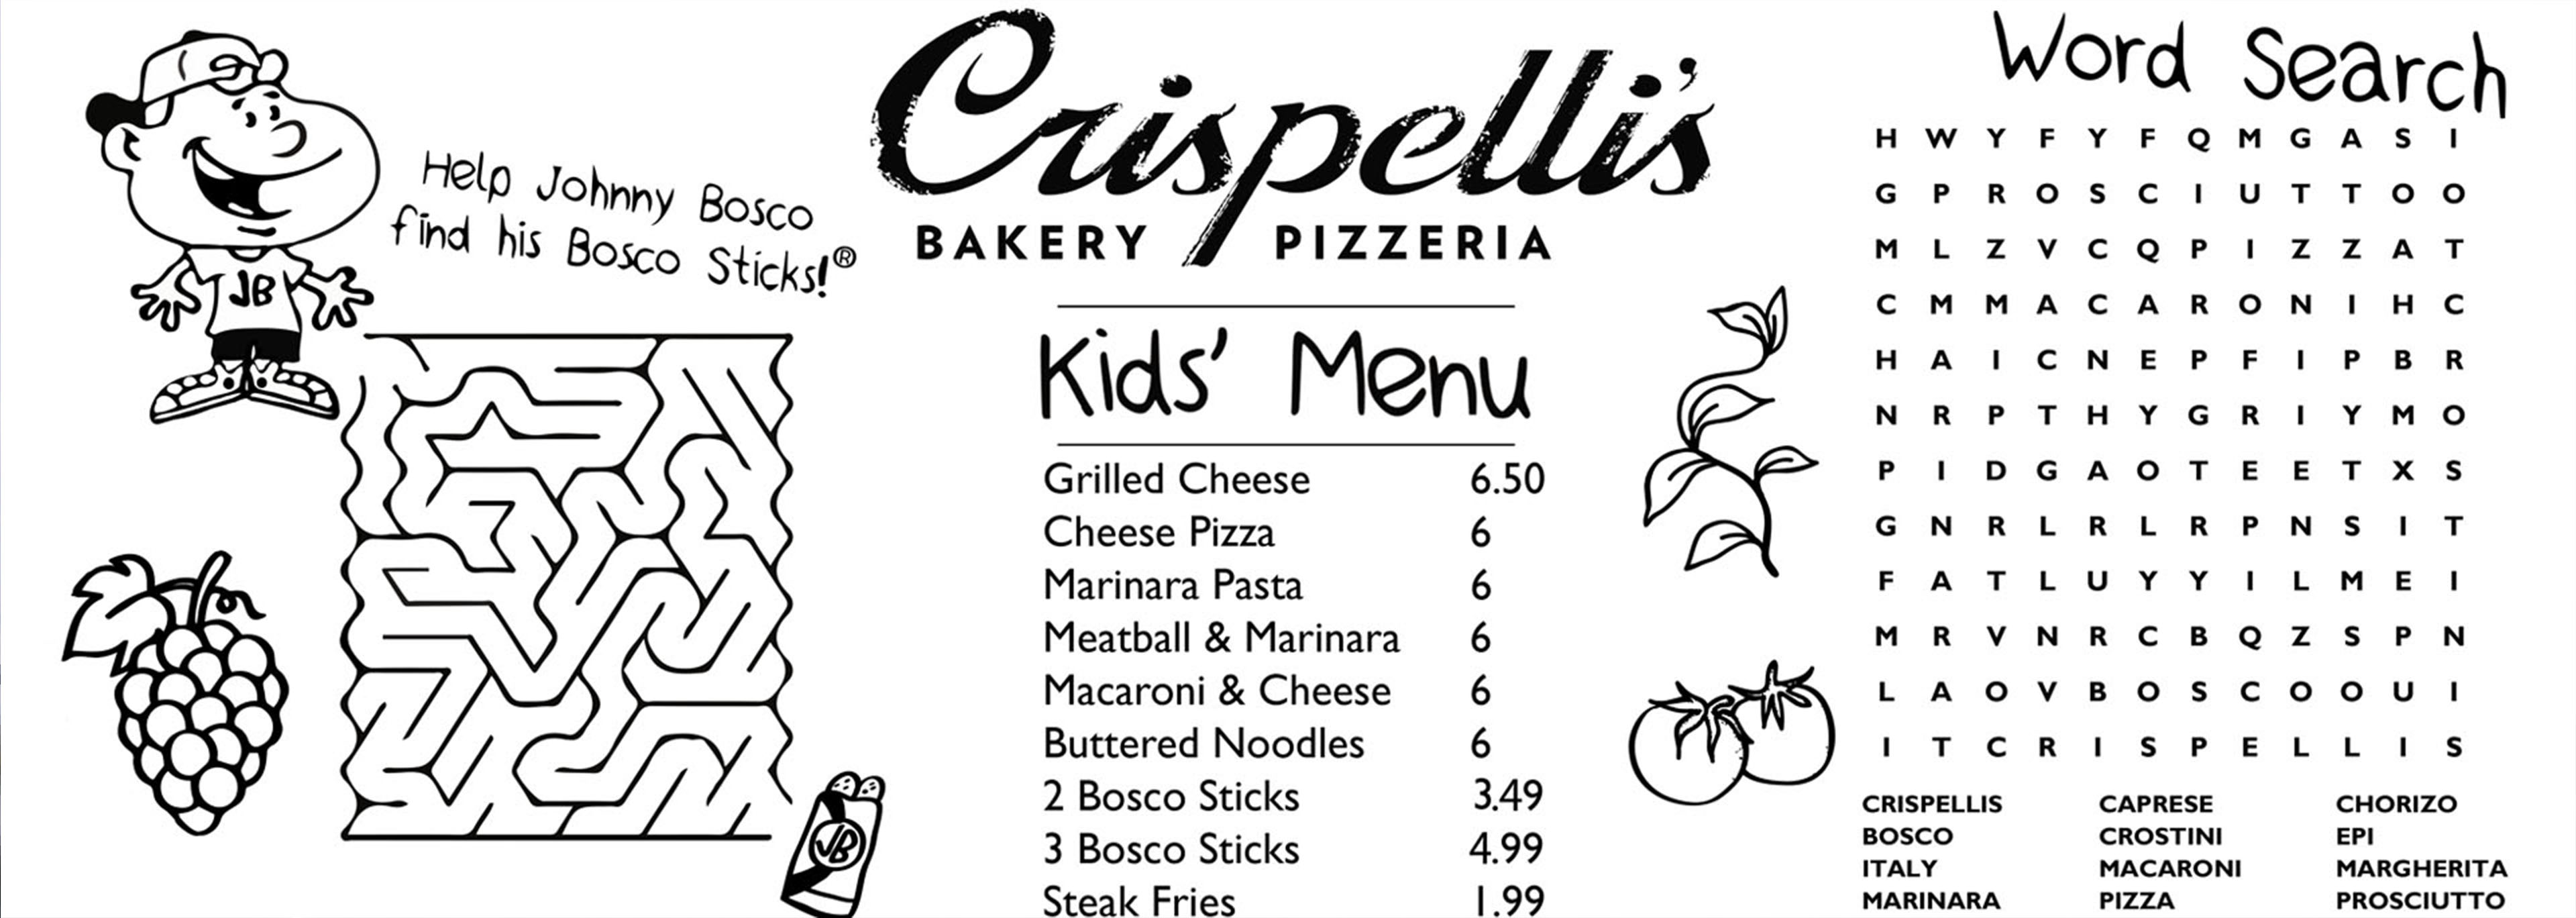 Help Johnny Bosco
find his Bosco Sticks!®
JB
JB
Crispelli's
BAKERY PIZZERIA
Kids' Menu
Grilled Cheese 6.50
Cheese Pizza 6
Marinara Pasta 6
Meatball & Marinara 6
Macaroni & Cheese 6
Buttered Noodles 6
2 Bosco Sticks 3.49
3 Bosco Sticks 4.99
Steak Fries 1.99
Word Search
H W Y F Y F Q M G A S I
G P R O S C I U T T O O
M L Z V C Q P I Z Z A T
C M M A C A R O N I H C
H A I C N E P F I P B R
N R P T H Y G R I Y M O
P I D G A O T E E T X S
G N R L R L R P N S I T
F A T L U Y Y I L M E I
M R V N R C B Q Z S P N
L A O V B O S C O O U I
I T C R I S P E L L I S
CRISPELLIS CAPRESE CHORIZO
BOSCO CROSTINI EPI
ITALY MACARONI MARGHERITA
MARINARA PIZZA PROSCIUTTO